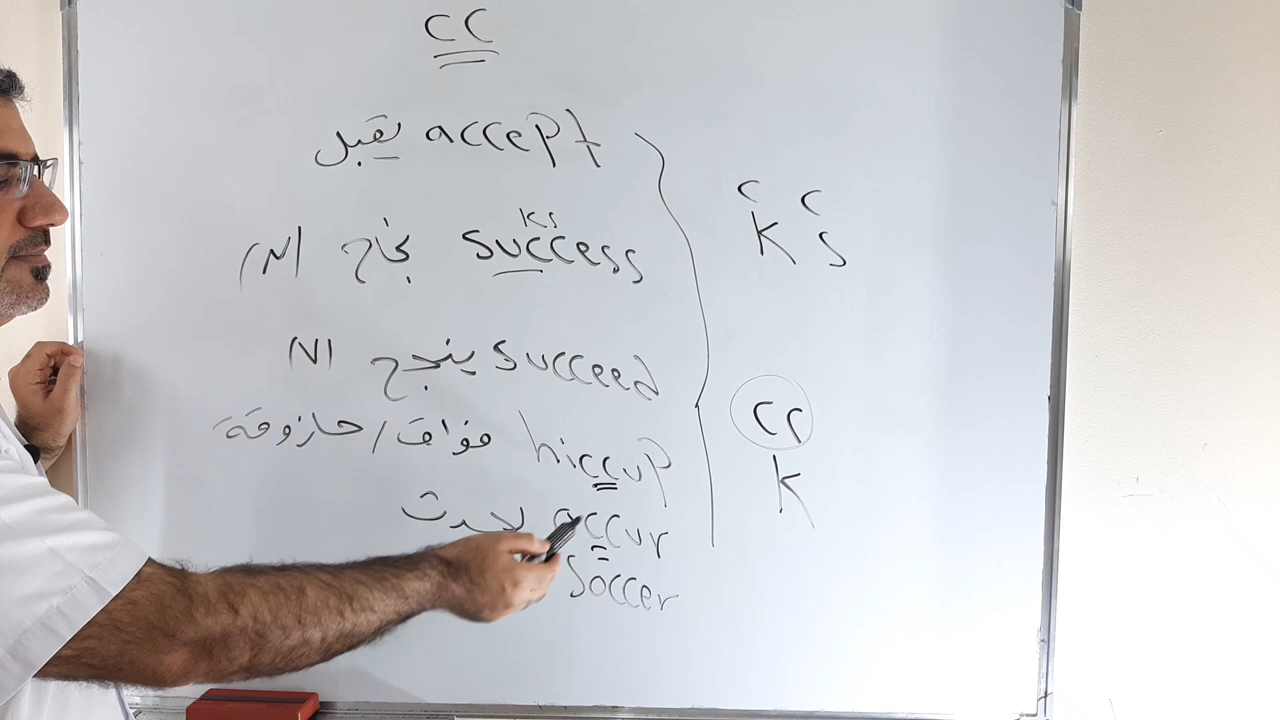 cc
accept يقبل
ks
success نجاح (N)
succeed ينجح (V)
hiccup فواق/حازوقة
occur يحدث
soccer
c c
k s
cc
k